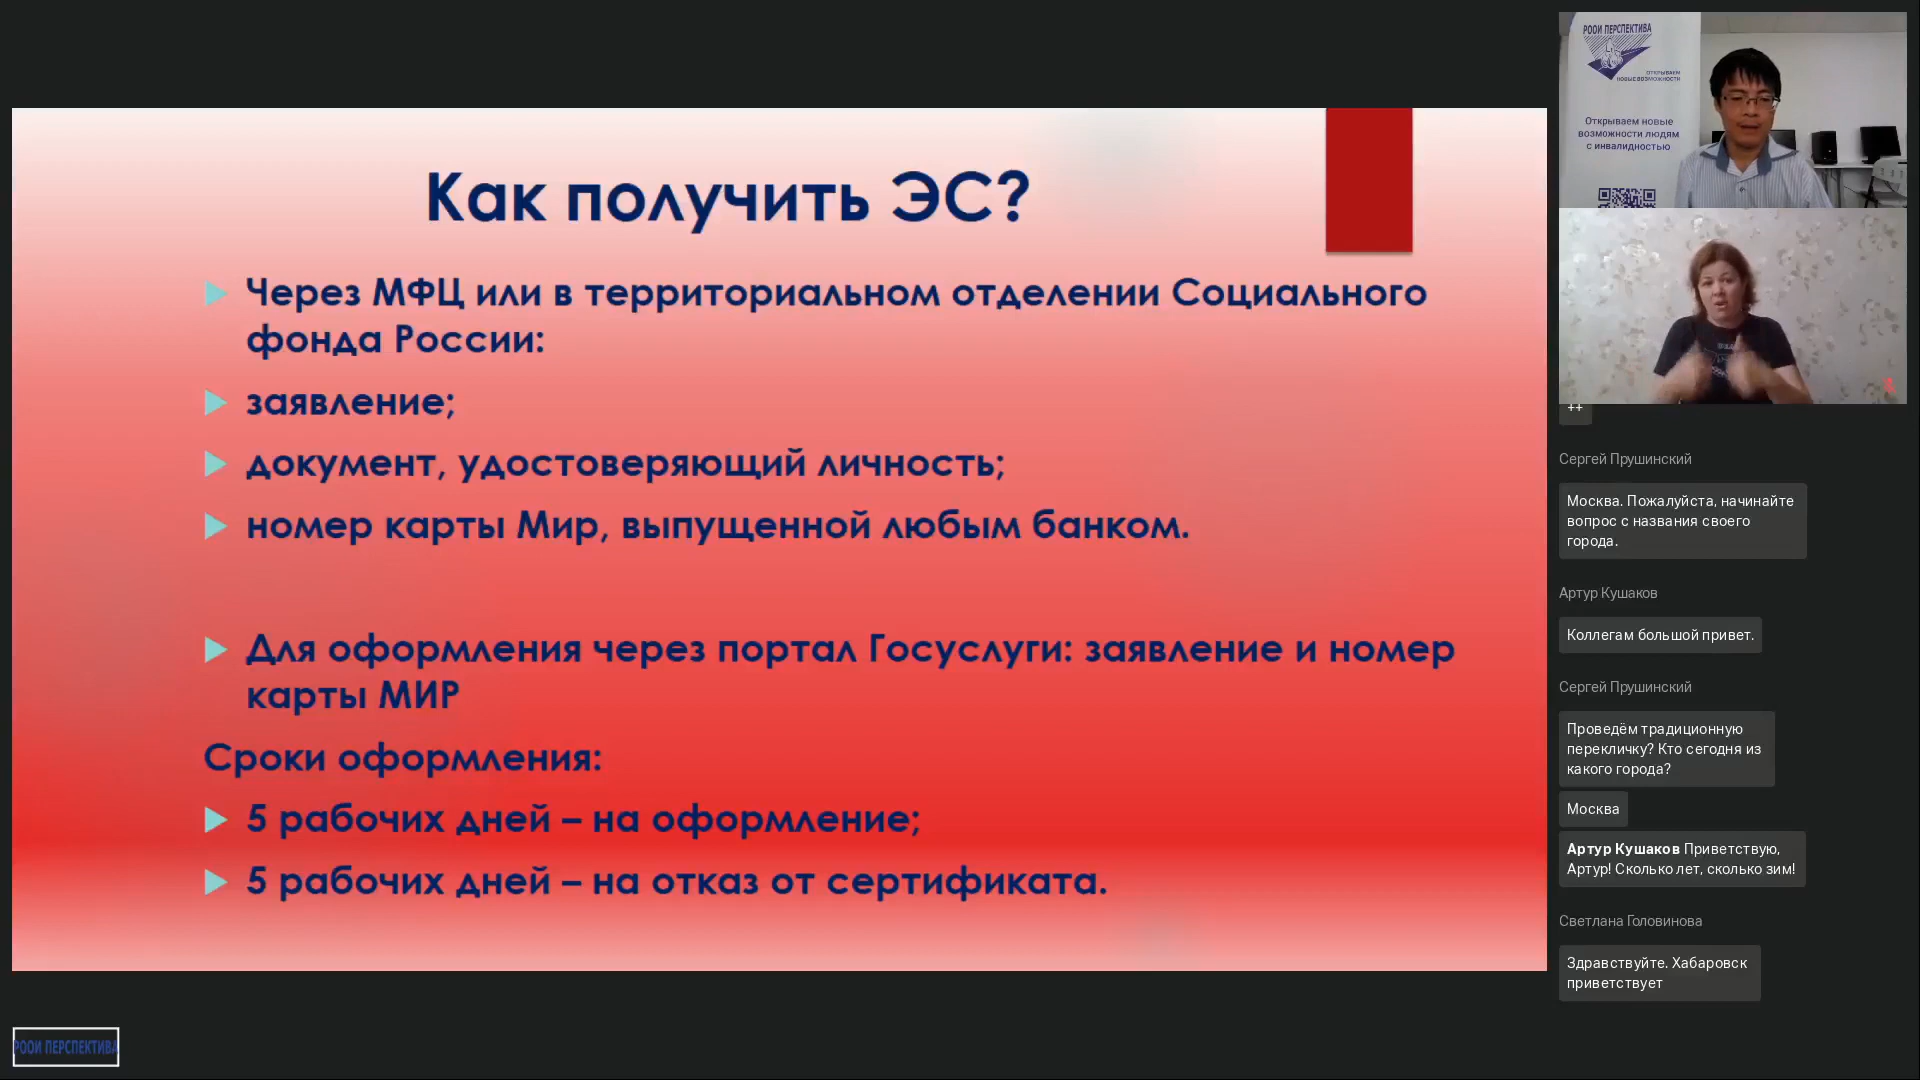 Как получить ЭС?
Через МФЦ или в территориальном отделении Социального
фонда России:
заявление;
документ, удостоверяющий личность;
номер карты Мир, выпущенной любым банком.
Для оформления через портал Госуслуги: заявление и номер
карты МИР
Сроки оформления:
5 рабочих дней – на оформление;
5 рабочих дней – на отказ от сертификата.
РООИ ПЕРСПЕКТИВА
РООИ ПЕРСПЕКТИВА
ОТКРЫВАЕМ
НОВЫЕ ВОЗМОЖНОСТИ
Открываем новые
возможности людям
с инвалидностью
++
Сергей Прушинский
Москва. Пожалуйста, начинайте
вопрос с названия своего
города.
Артур Кушаков
Коллегам большой привет.
Сергей Прушинский
Проведём традиционную
перекличку? Кто сегодня из
какого города?
Москва
Артур Кушаков Приветствую,
Артур! Сколько лет, сколько зим!
Светлана Головинова
Здравствуйте. Хабаровск
приветствует